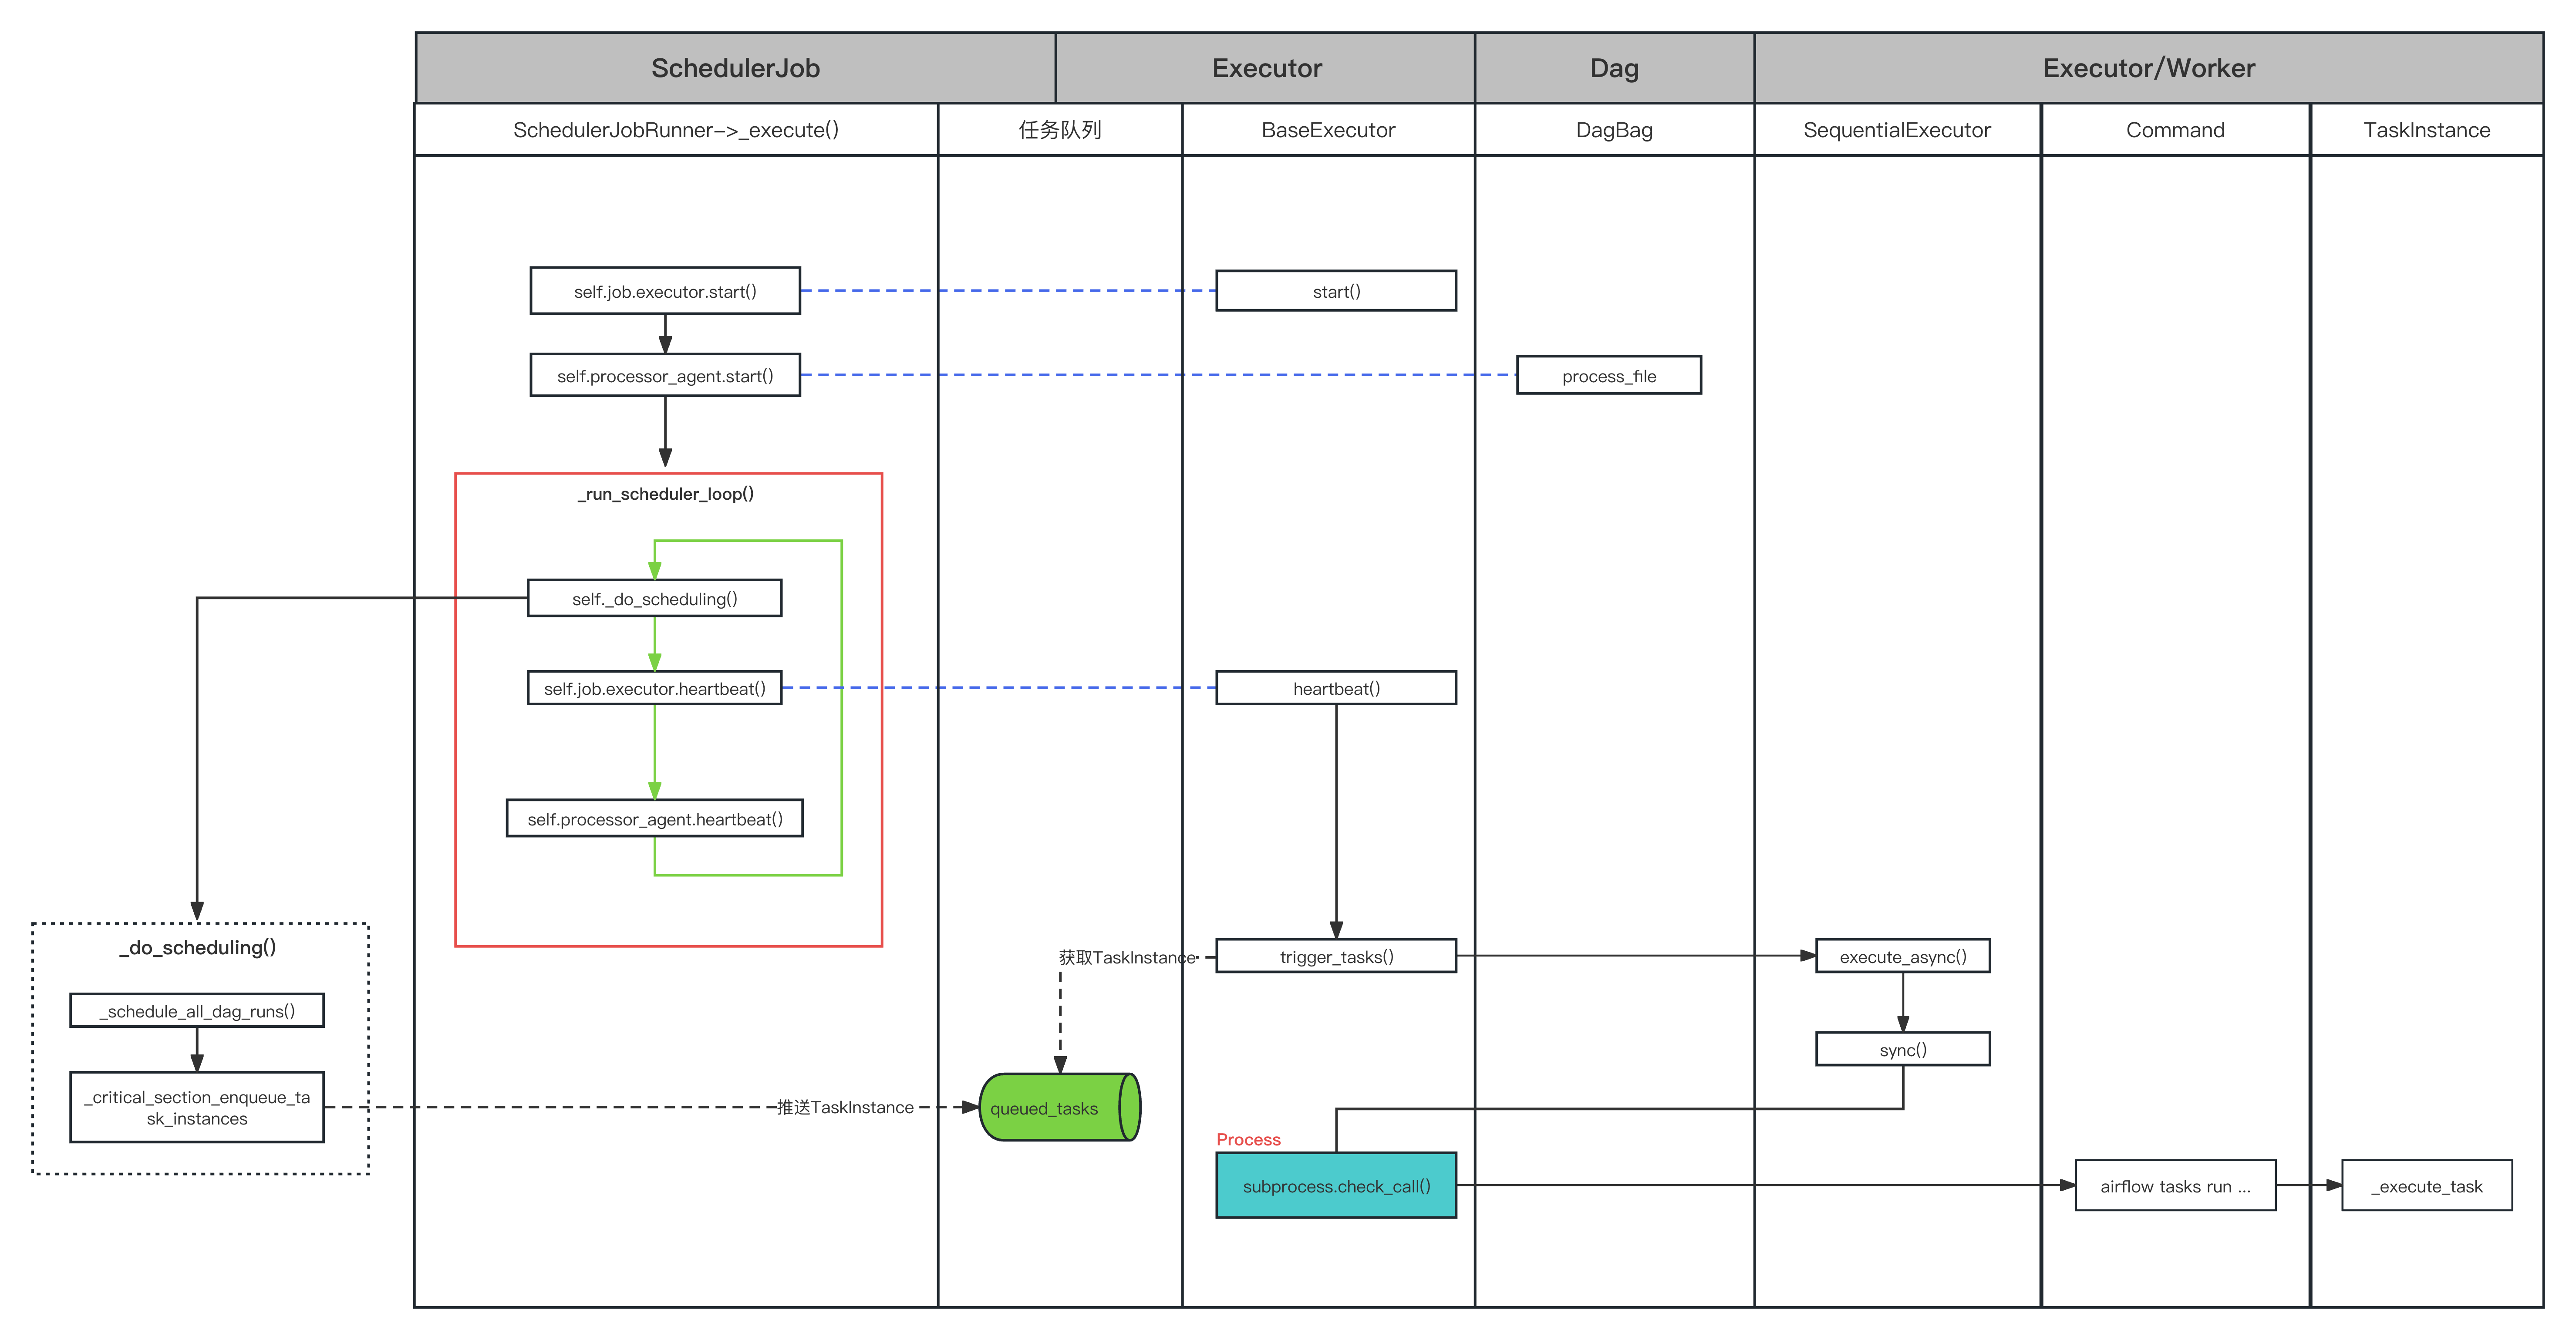 SchedulerJob
Executor
Dag
Executor/Worker
SchedulerJobRunner->_execute()
任务队列
BaseExecutor
DagBag
SequentialExecutor
Command
TaskInstance
self.job.executor.start()
start()
self.processor_agent.start()
process_file
_run_scheduler_loop()
self._do_scheduling()
self.job.executor.heartbeat()
heartbeat()
self.processor_agent.heartbeat()
_do_scheduling()
获取TaskInstance
trigger_tasks()
execute_async()
_schedule_all_dag_runs()
sync()
_critical_section_enqueue_ta
sk_instances
推送TaskInstance
queued_tasks
Process
subprocess.check_call()
airflow tasks run ...
_execute_task